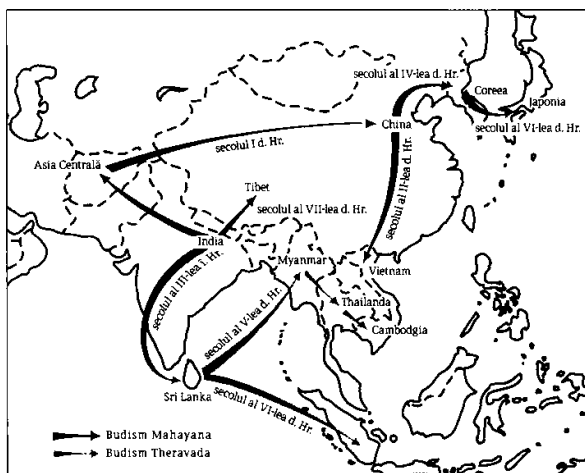 secolul al IV-lea d. Hr.
Coreea
Japonia
secolul al VI-lea d. Hr.
China
secolul I d. Hr.
Asia Centrală
secolul al II-lea d. Hr.
Tibet
secolul al VII-lea d. Hr.
India
Myanmar
Vietnam
secolul al III-lea î. Hr.
secolul al V-lea d. Hr.
Thailanda
Cambodgia
Sri Lanka
secolul al VI-lea d. Hr.
Budism Mahayana
Budism Theravada